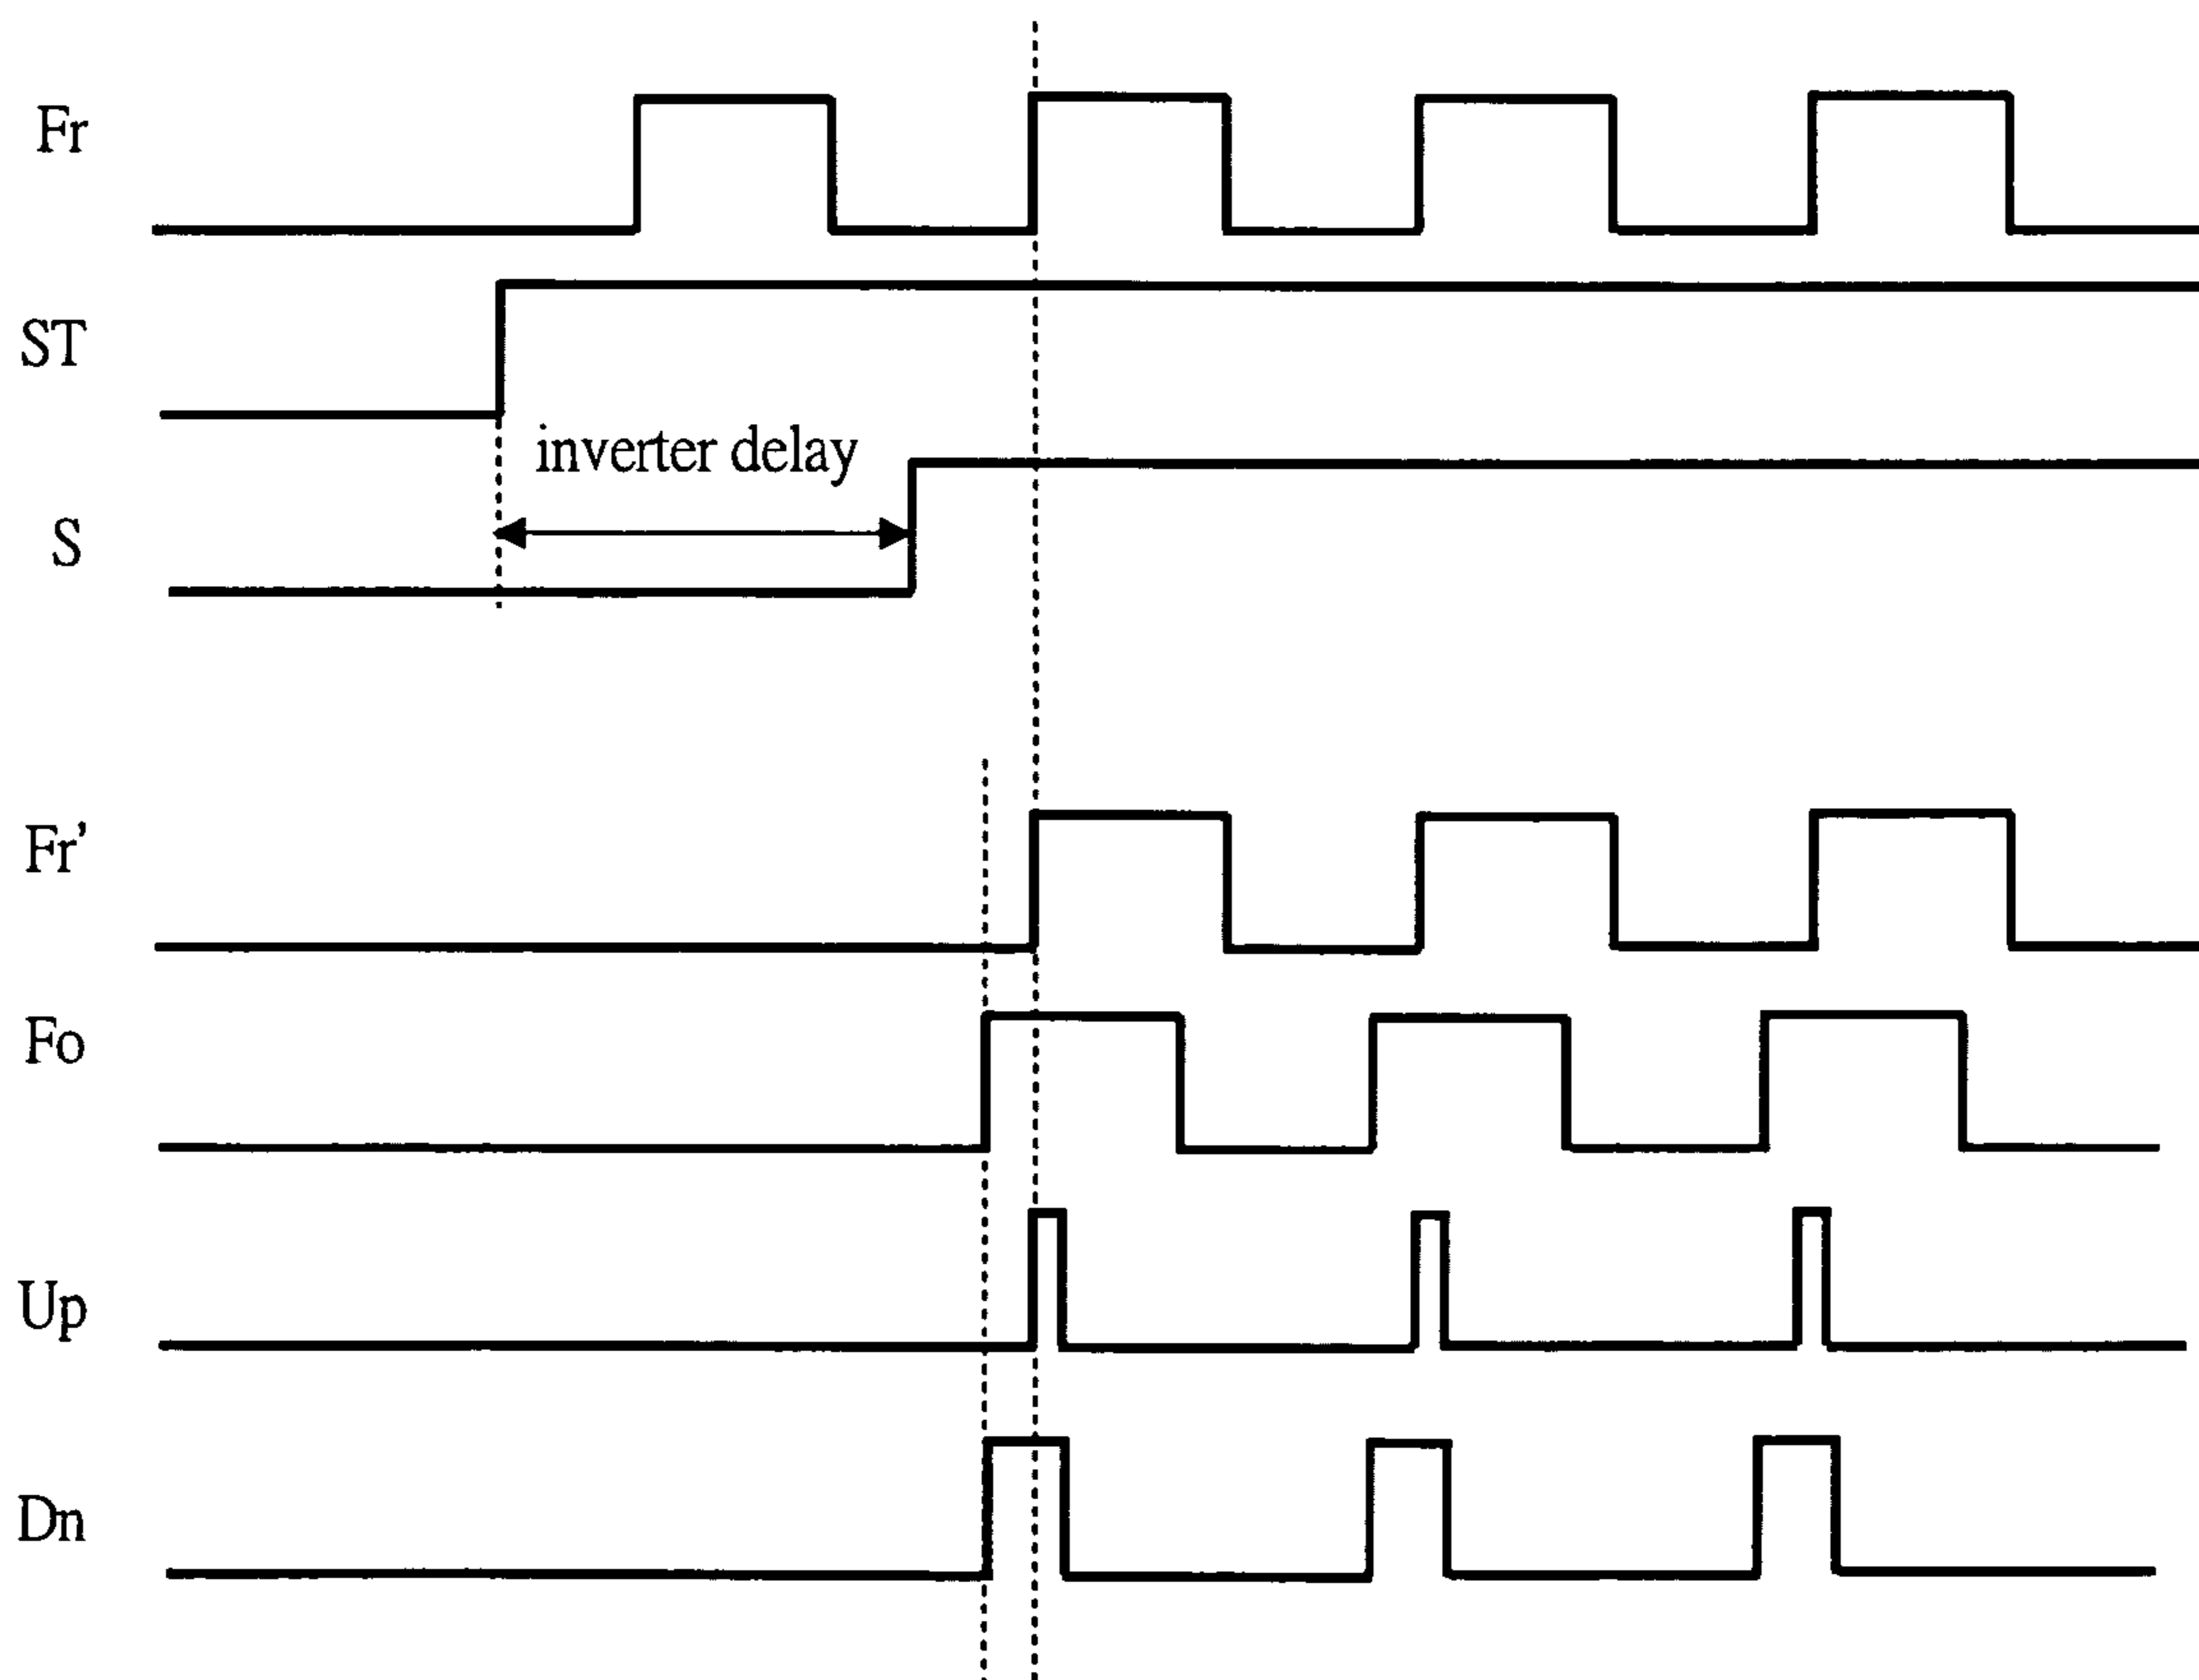 Fr
ST
inverter delay
S
Fr’
Fo
Up
Dn